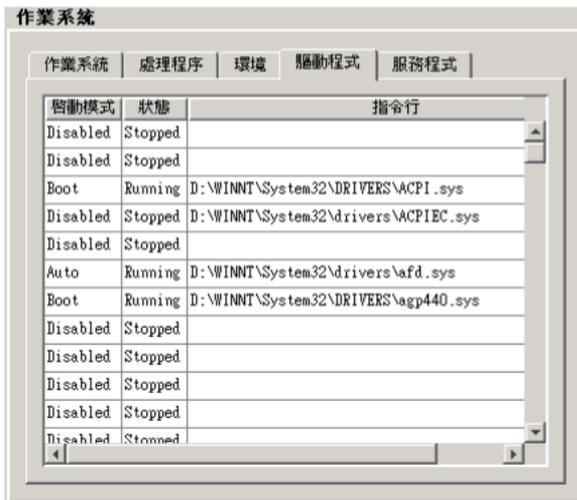 作業系統
作業系統 處理程序 環境 驅動程式 服務程式
啓動模式 狀態 指令行
Disabled Stopped
Disabled Stopped
Boot Running D:\WINNT\System32\DRIVERS\ACPI.sys
Disabled Stopped D:\WINNT\System32\drivers\ACPIEC.sys
Disabled Stopped
Auto Running D:\WINNT\System32\drivers\afd.sys
Boot Running D:\WINNT\System32\DRIVERS\agp440.sys
Disabled Stopped
Disabled Stopped
Disabled Stopped
Disabled Stopped
Disabled Stopped